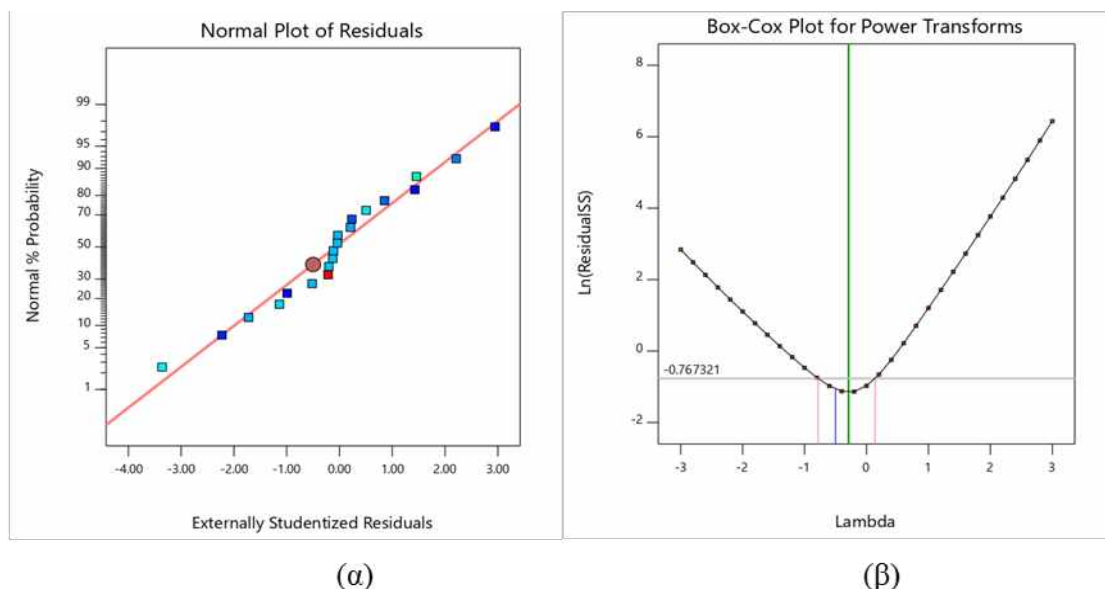 Normal Plot of Residuals
Normal % Probability
99
95
90
80
70
50
30
20
10
5
1
-4.00 -3.00 -2.00 -1.00 0.00 1.00 2.00 3.00
Externally Studentized Residuals
(α)
Box-Cox Plot for Power Transforms
Ln(ResidualSS)
8
6
4
2
0
-0.767321
-2
-3 -2 -1 0 1 2 3
Lambda
(β)